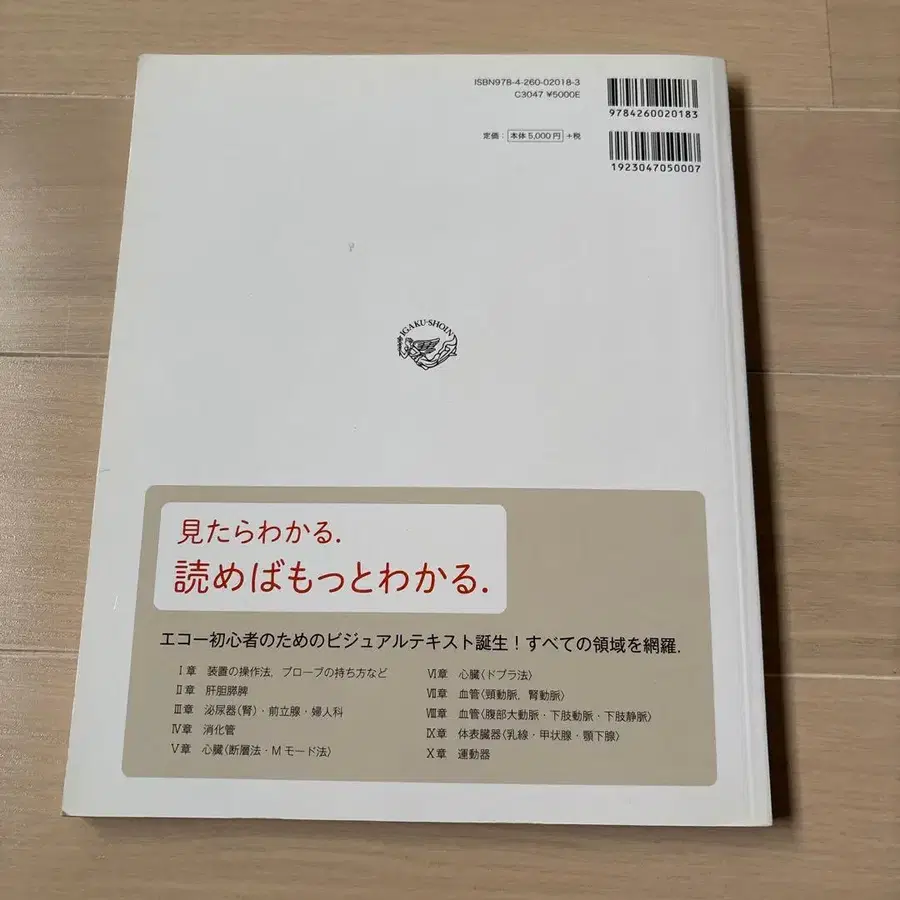 ISBN978-4-260-02018-3
C3047 ¥5000E
9784260020183
定価：本体 5,000円 +税
1923047050007
IGAKU-SHOIN
見たらわかる.
読めばもっとわかる.
エコー初心者のためのビジュアルテキスト誕生！すべての領域を網羅.
Ⅰ章 装置の操作法，プローブの持ち方など
Ⅱ章 肝胆膵脾
Ⅲ章 泌尿器(腎)・前立腺・婦人科
Ⅳ章 消化管
Ⅴ章 心臓(断層法・Mモード法)
Ⅵ章 心臓(ドプラ法)
Ⅶ章 血管(頸動脈，腎動脈)
Ⅷ章 血管(腹部大動脈・下肢動脈・下肢静脈)
Ⅸ章 体表臓器(乳線・甲状腺・顎下腺)
Ⅹ章 運動器